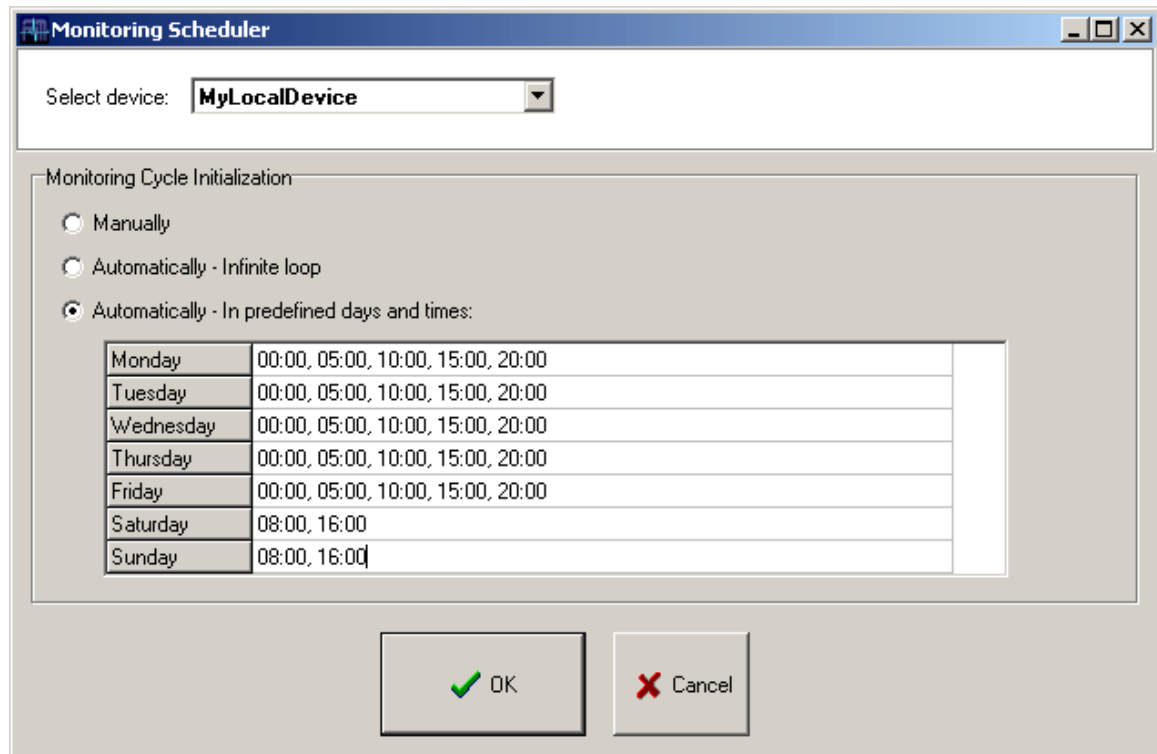 Monitoring Scheduler
Select device: MyLocalDevice
Monitoring Cycle Initialization
Manually
Automatically - Infinite loop
Automatically - In predefined days and times:
Monday 00:00, 05:00, 10:00, 15:00, 20:00
Tuesday 00:00, 05:00, 10:00, 15:00, 20:00
Wednesday 00:00, 05:00, 10:00, 15:00, 20:00
Thursday 00:00, 05:00, 10:00, 15:00, 20:00
Friday 00:00, 05:00, 10:00, 15:00, 20:00
Saturday 08:00, 16:00
Sunday 08:00, 16:00
OK Cancel